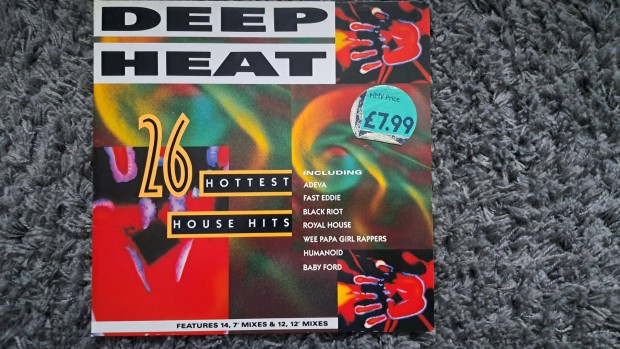 DEEP
HEAT
HMV Price
£7.99
26
HOTTEST
HOUSE HITS
INCLUDING
ADEVA
FAST EDDIE
BLACK RIOT
ROYAL HOUSE
WEE PAPA GIRL RAPPERS
HUMANOID
BABY FORD
FEATURES 14, 7" MIXES & 12, 12" MIXES